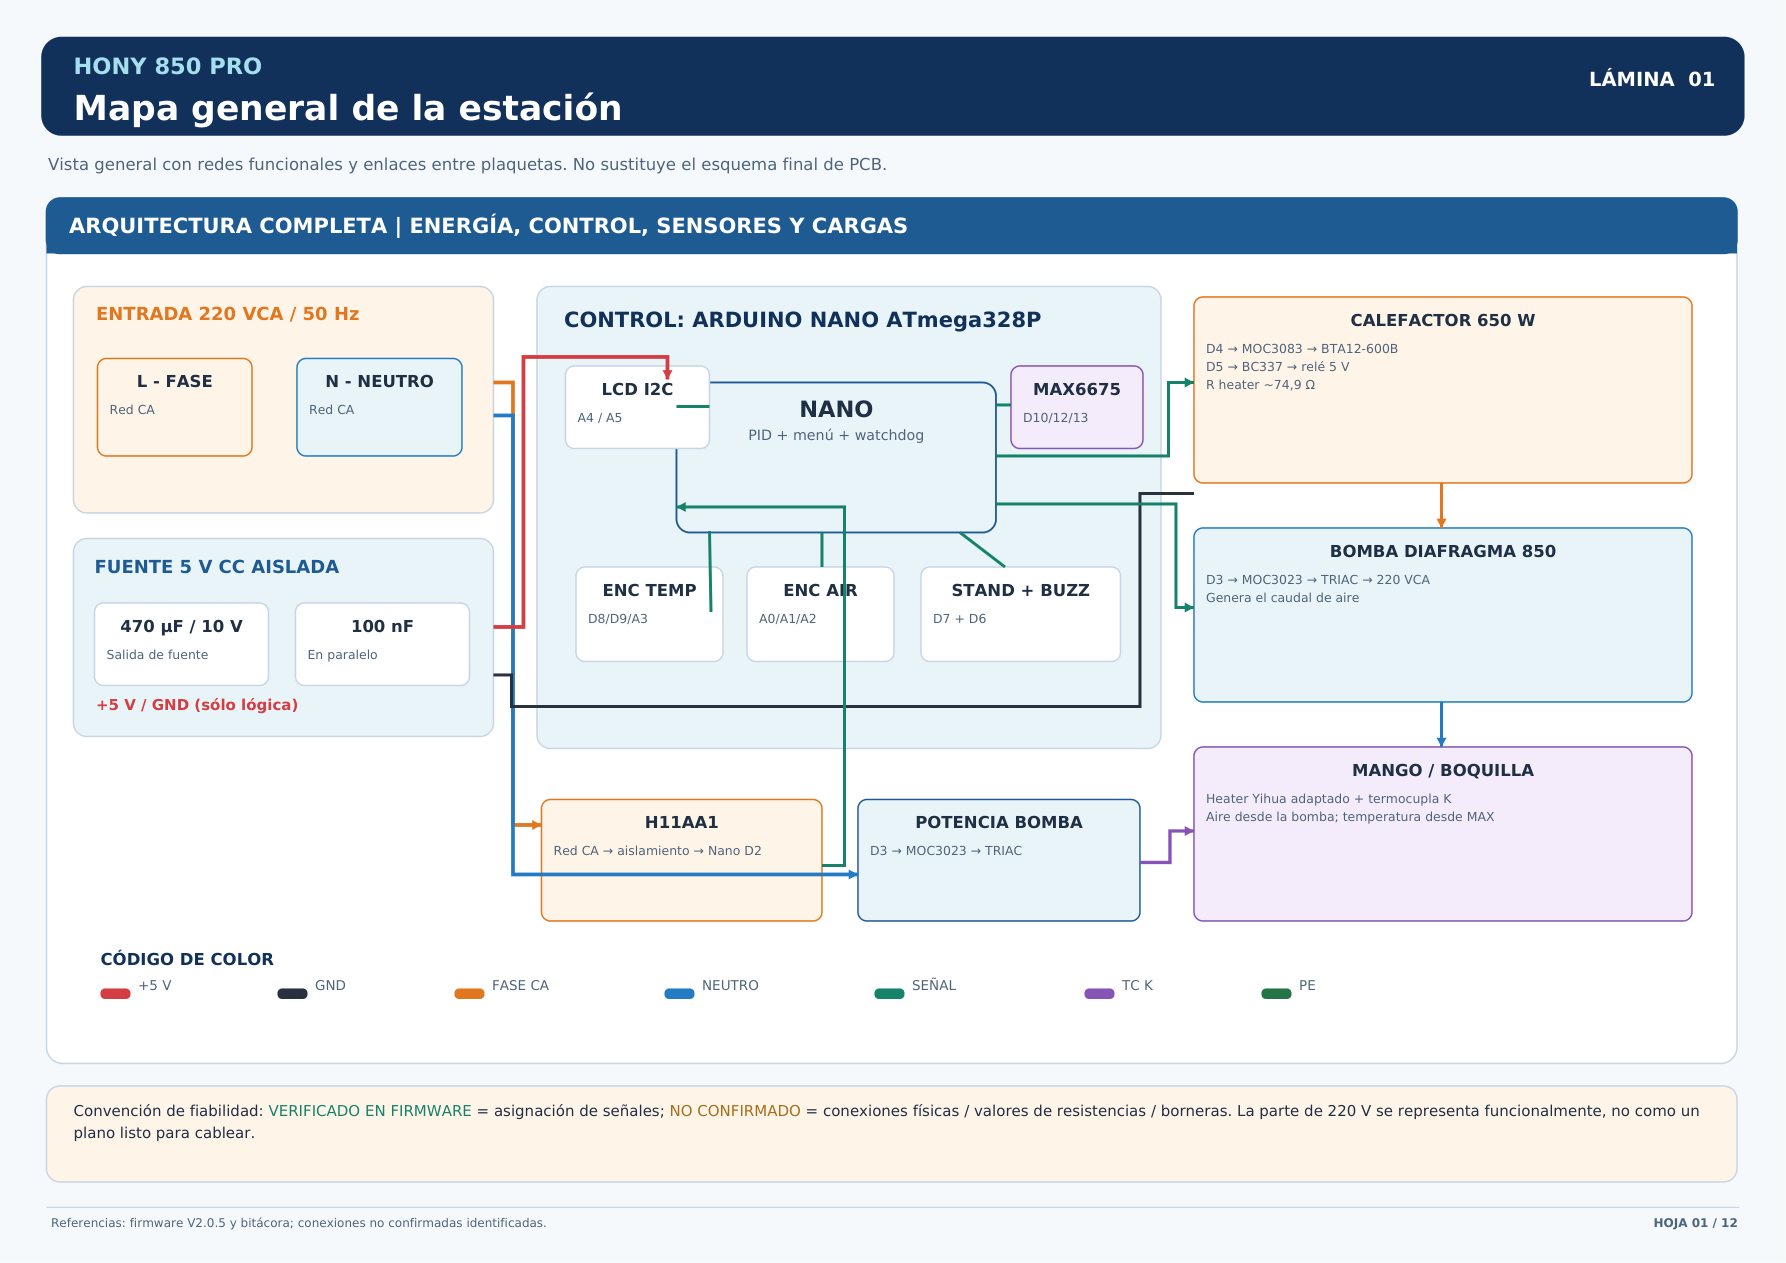 HONY 850 PRO
Mapa general de la estación
LÁMINA 01
Vista general con redes funcionales y enlaces entre plaquetas. No sustituye el esquema final de PCB.
ARQUITECTURA COMPLETA | ENERGÍA, CONTROL, SENSORES Y CARGAS
ENTRADA 220 VCA / 50 Hz
L - FASE
Red CA
N - NEUTRO
Red CA
FUENTE 5 V CC AISLADA
470 µF / 10 V
Salida de fuente
100 nF
En paralelo
+5 V / GND (sólo lógica)
CONTROL: ARDUINO NANO ATmega328P
LCD I2C
A4 / A5
NANO
PID + menú + watchdog
MAX6675
D10/12/13
ENC TEMP
D8/D9/A3
ENC AIR
A0/A1/A2
STAND + BUZZ
D7 + D6
CALEFACTOR 650 W
D4 → MOC3083 → BTA12-600B
D5 → BC337 → relé 5 V
R heater ~74,9 Ω
BOMBA DIAFRAGMA 850
D3 → MOC3023 → TRIAC → 220 VCA
Genera el caudal de aire
MANGO / BOQUILLA
Heater Yihua adaptado + termocupla K
Aire desde la bomba; temperatura desde MAX
H11AA1
Red CA → aislamiento → Nano D2
POTENCIA BOMBA
D3 → MOC3023 → TRIAC
CÓDIGO DE COLOR
+5 V
GND
FASE CA
NEUTRO
SEÑAL
TC K
PE
Convención de fiabilidad: VERIFICADO EN FIRMWARE = asignación de señales; NO CONFIRMADO = conexiones físicas / valores de resistencias / borneras. La parte de 220 V se representa funcionalmente, no como un
plano listo para cablear.
Referencias: firmware V2.0.5 y bitácora; conexiones no confirmadas identificadas.
HOJA 01 / 12